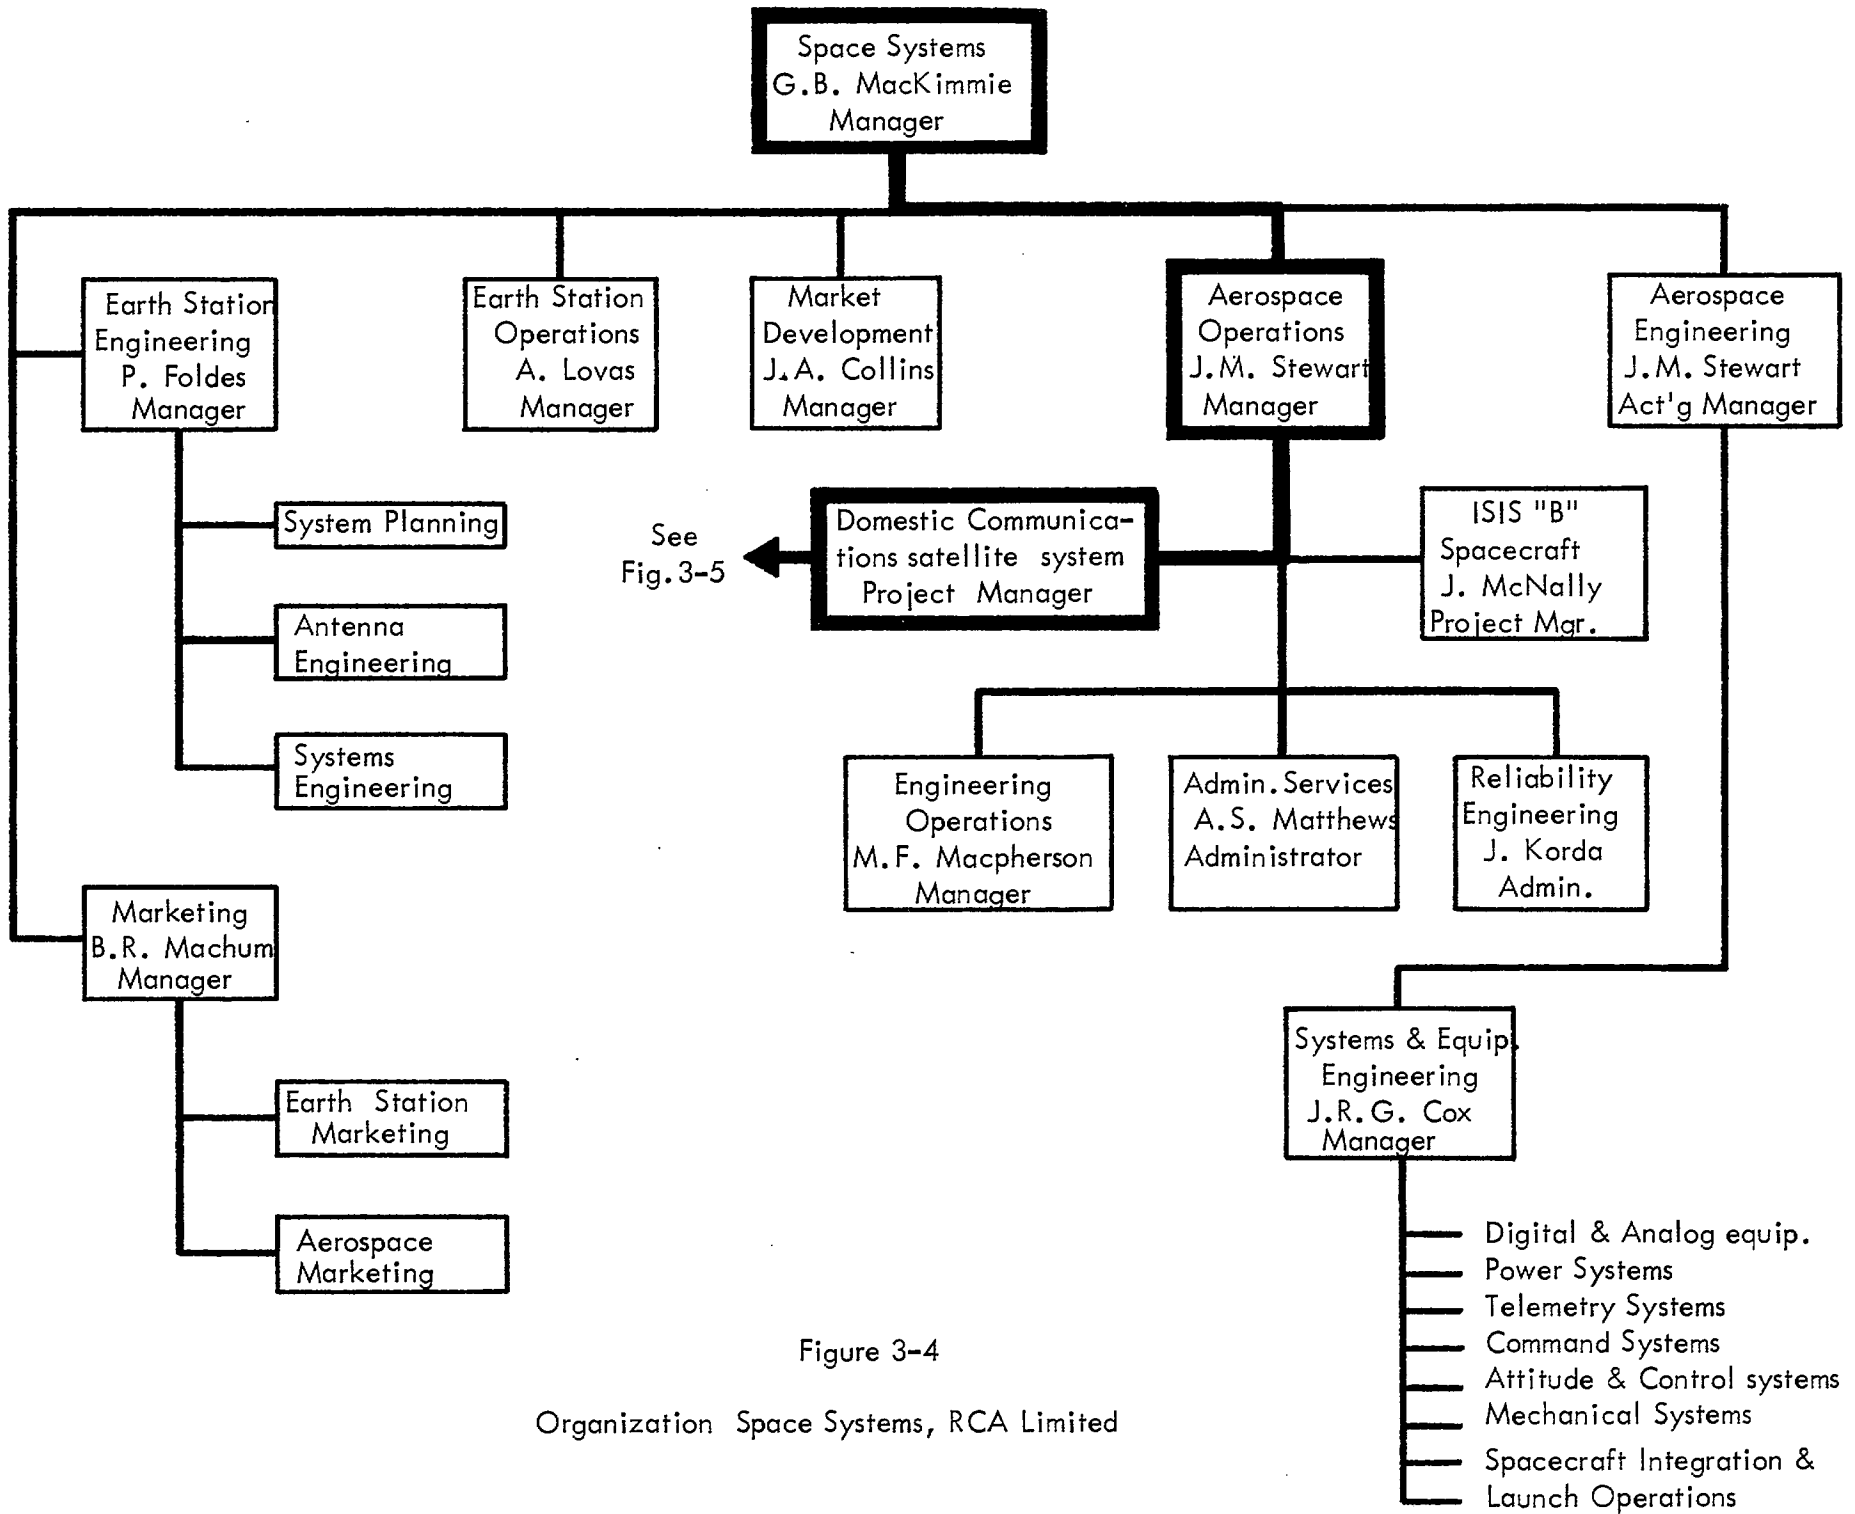 Space Systems
G.B. MacKimmie
Manager
Earth Station
Engineering
P. Foldes
Manager
Earth Station
Operations
A. Lovas
Manager
Market
Development
J.A. Collins
Manager
Aerospace
Operations
J.M. Stewart
Manager
Aerospace
Engineering
J.M. Stewart
Act'g Manager
System Planning
Antenna
Engineering
Systems
Engineering
See
Fig.3-5
Domestic Communica-
tions satellite system
Project Manager
ISIS "B"
Spacecraft
J. McNally
Project Mgr.
Engineering
Operations
M.F. Macpherson
Manager
Admin.Services
A.S. Matthews
Administrator
Reliability
Engineering
J. Korda
Admin.
Marketing
B.R. Machum
Manager
Earth Station
Marketing
Aerospace
Marketing
Systems & Equip.
Engineering
J.R.G. Cox
Manager
Digital & Analog equip.
Power Systems
Telemetry Systems
Command Systems
Attitude & Control systems
Mechanical Systems
Spacecraft Integration &
Launch Operations
Figure 3-4
Organization Space Systems, RCA Limited